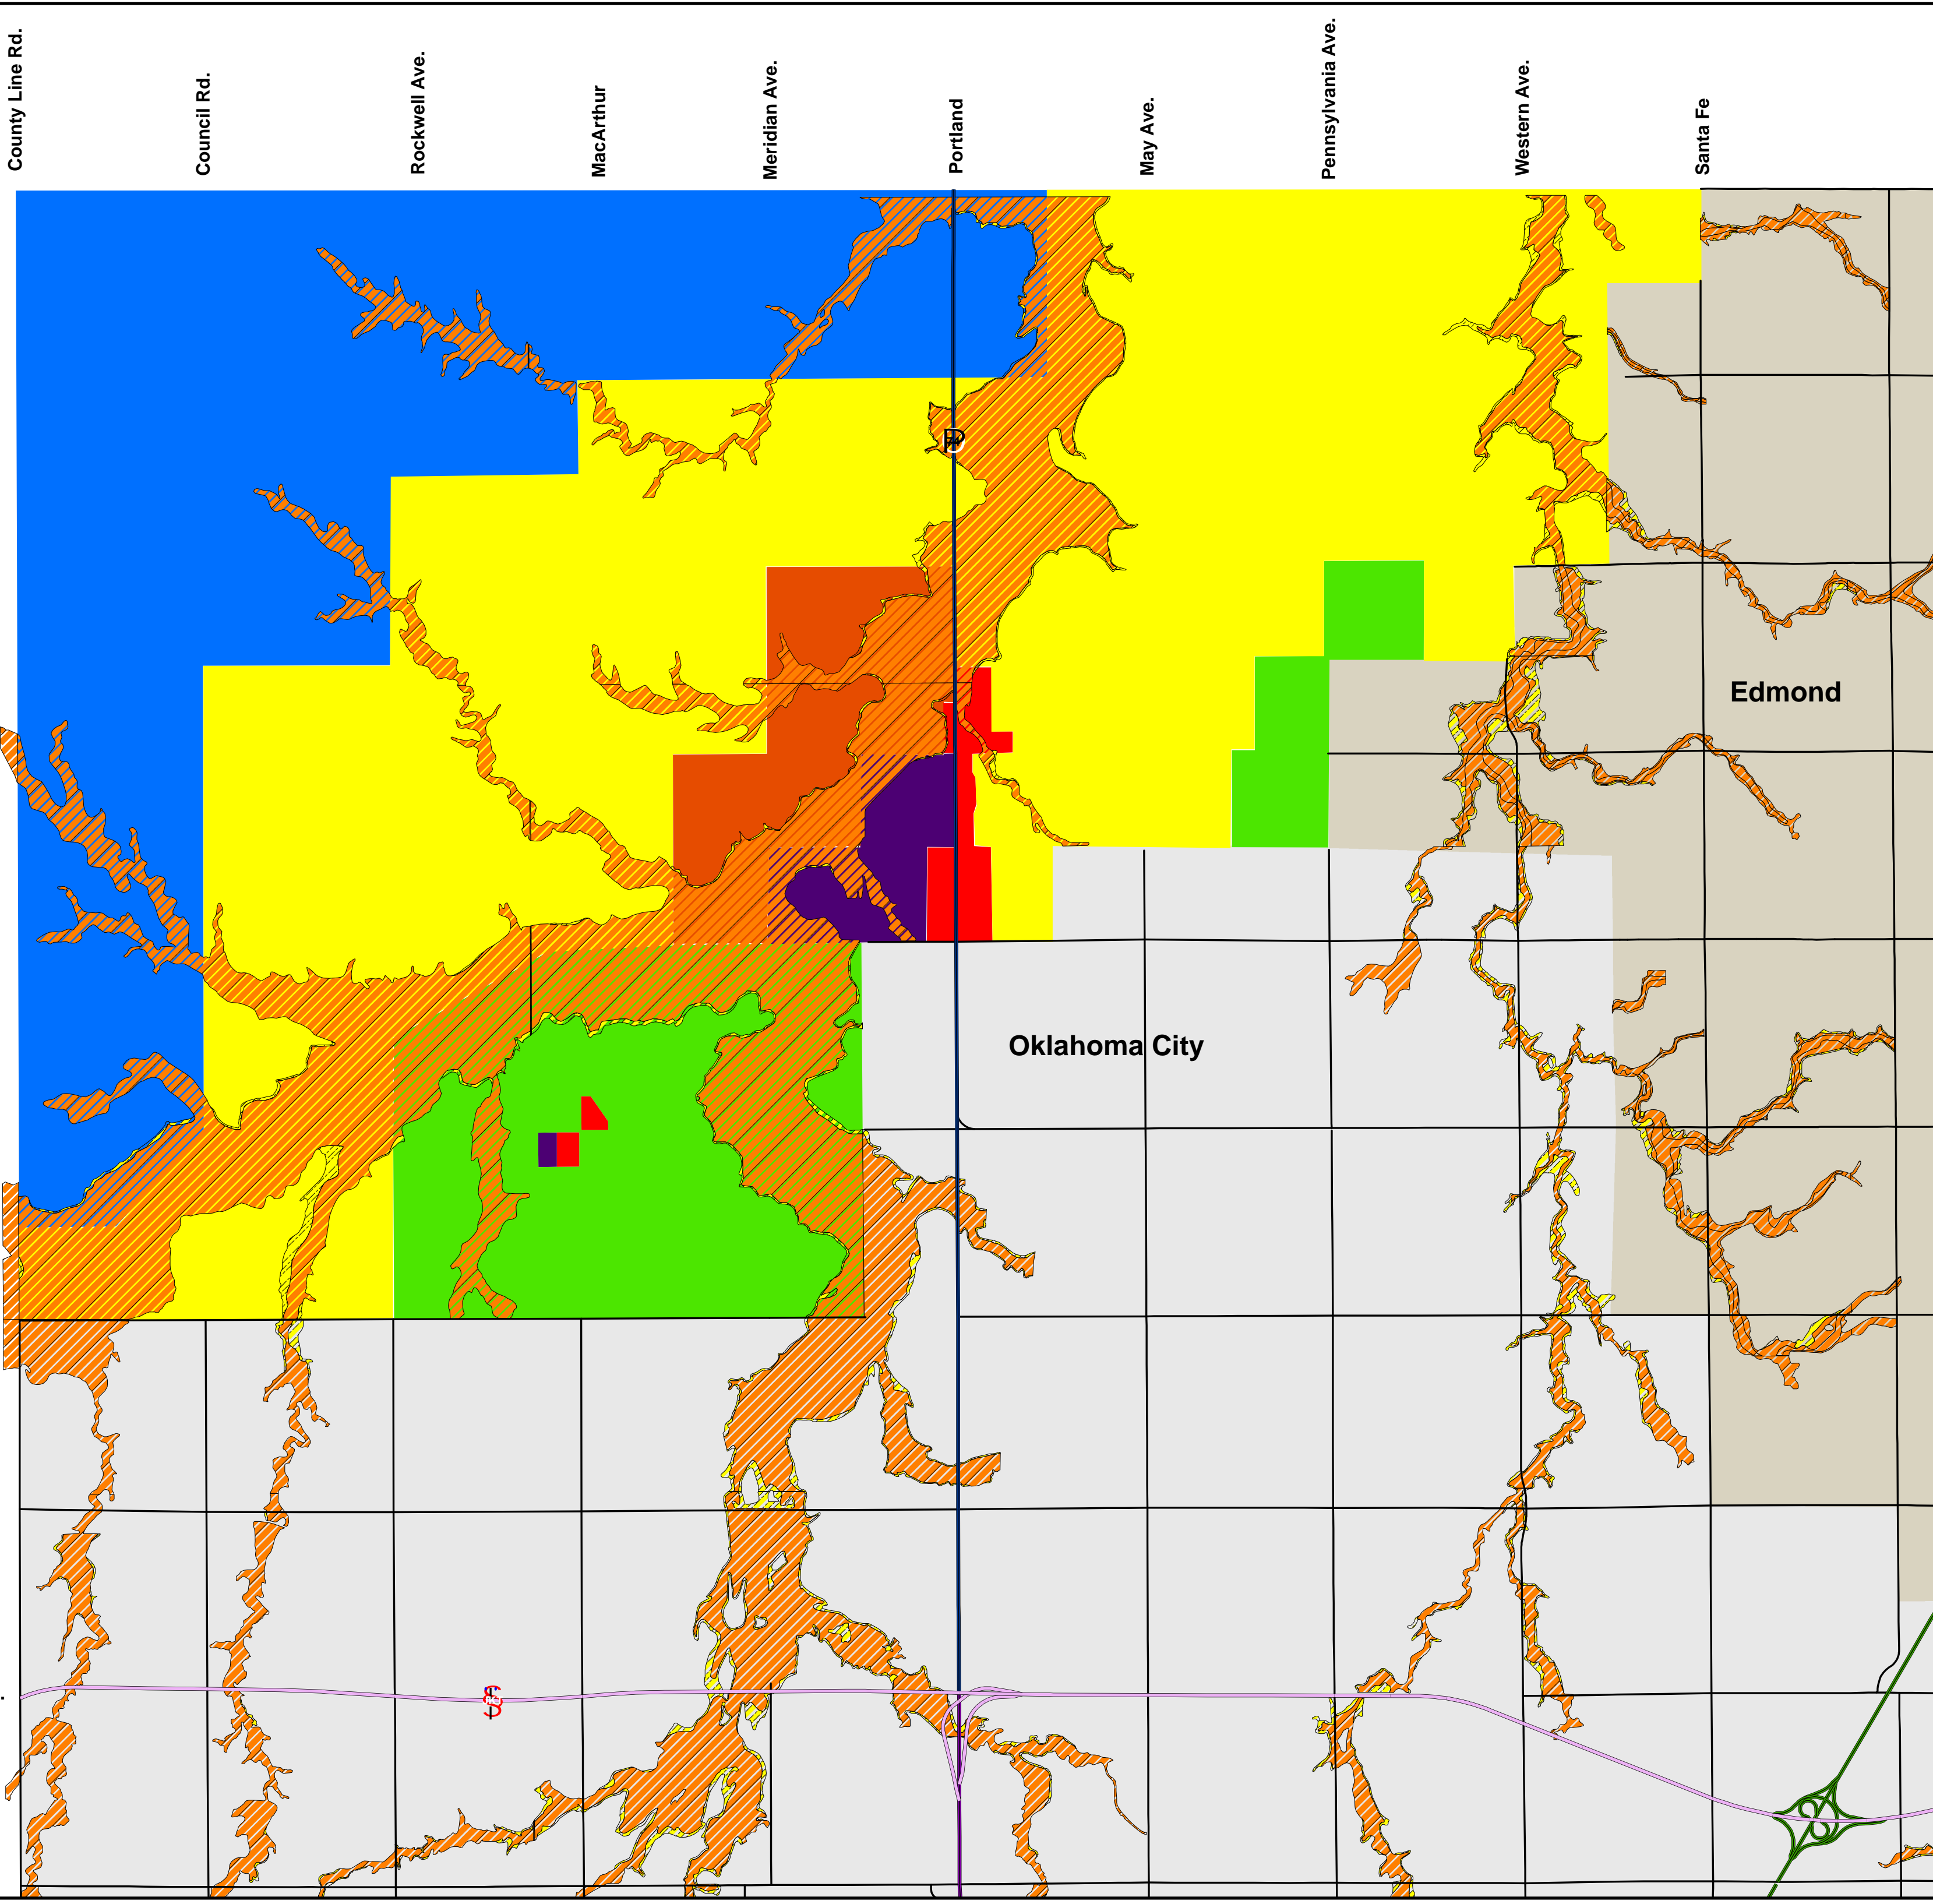 County Line Rd.
Council Rd.
Rockwell Ave.
MacArthur
Meridian Ave.
Portland
May Ave.
Pennsylvania Ave.
Western Ave.
Santa Fe
Edmond
Oklahoma City